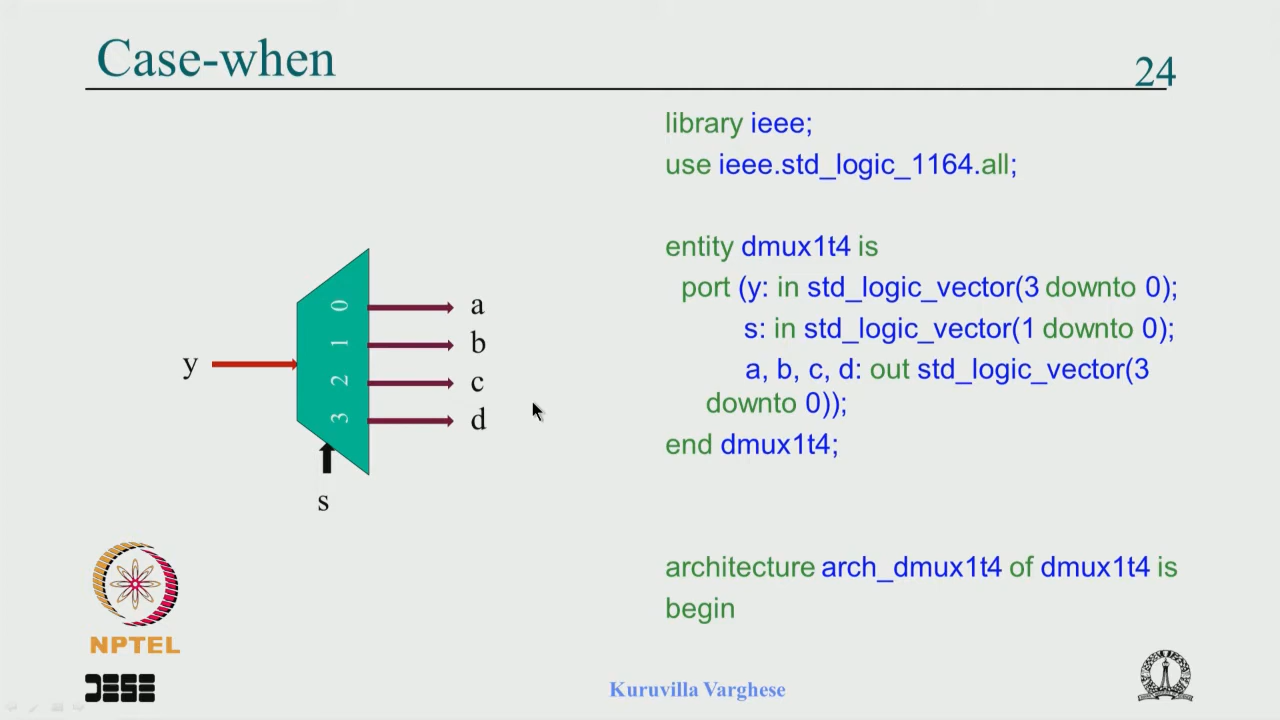 Case-when
24
library ieee;
use ieee.std_logic_1164.all;
entity dmux1t4 is
port (y: in std_logic_vector(3 downto 0);
s: in std_logic_vector(1 downto 0);
a, b, c, d: out std_logic_vector(3
downto 0));
end dmux1t4;
architecture arch_dmux1t4 of dmux1t4 is
begin
y
0
1
2
3
a
b
c
d
s
NPTEL
DESE
Kuruvilla Varghese